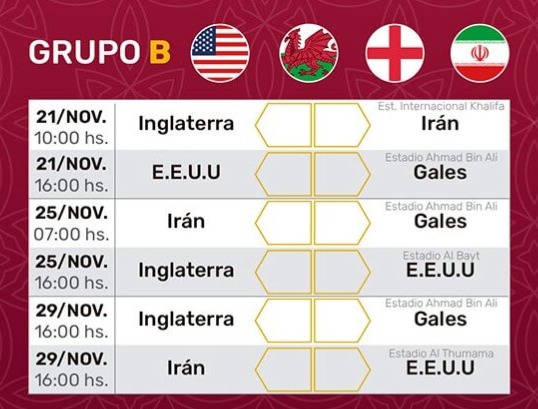 GRUPO B
21/NOV.
10:00 hs.
Inglaterra
Est. Internacional Khalifa
Irán
21/NOV.
16:00 hs.
E.E.U.U
Estadio Ahmad Bin Ali
Gales
25/NOV.
07:00 hs.
Irán
Estadio Ahmad Bin Ali
Gales
25/NOV.
16:00 hs.
Inglaterra
Estadio Al Bayt
E.E.U.U
29/NOV.
16:00 hs.
Inglaterra
Estadio Ahmad Bin Ali
Gales
29/NOV.
16:00 hs.
Irán
Estadio Al Thumama
E.E.U.U